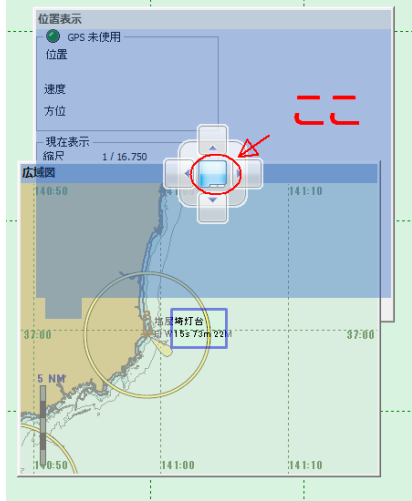 位置表示
GPS 未使用
位置
速度
方位
ここ
現在表示
縮尺 1 / 16.750
広域図
140:50
141:10
塩屋埼灯台
37:00
37:00
5 NM
140:50
141:00
141:10